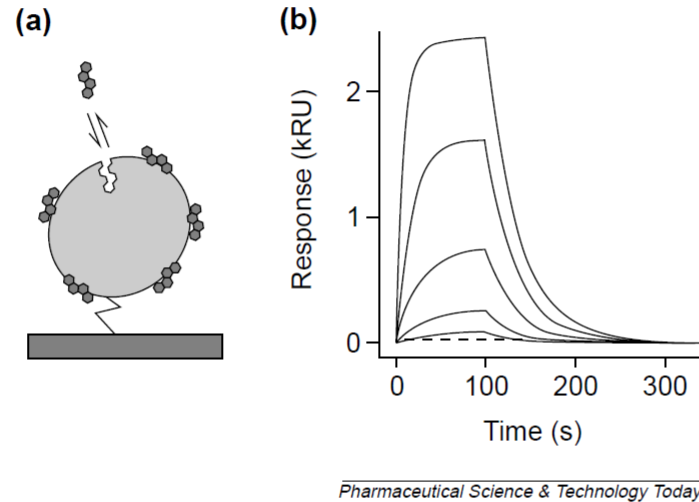 (a)
(b)
Response (kRU)
2
1
0
0 100 200 300
Time (s)
Pharmaceutical Science & Technology Today